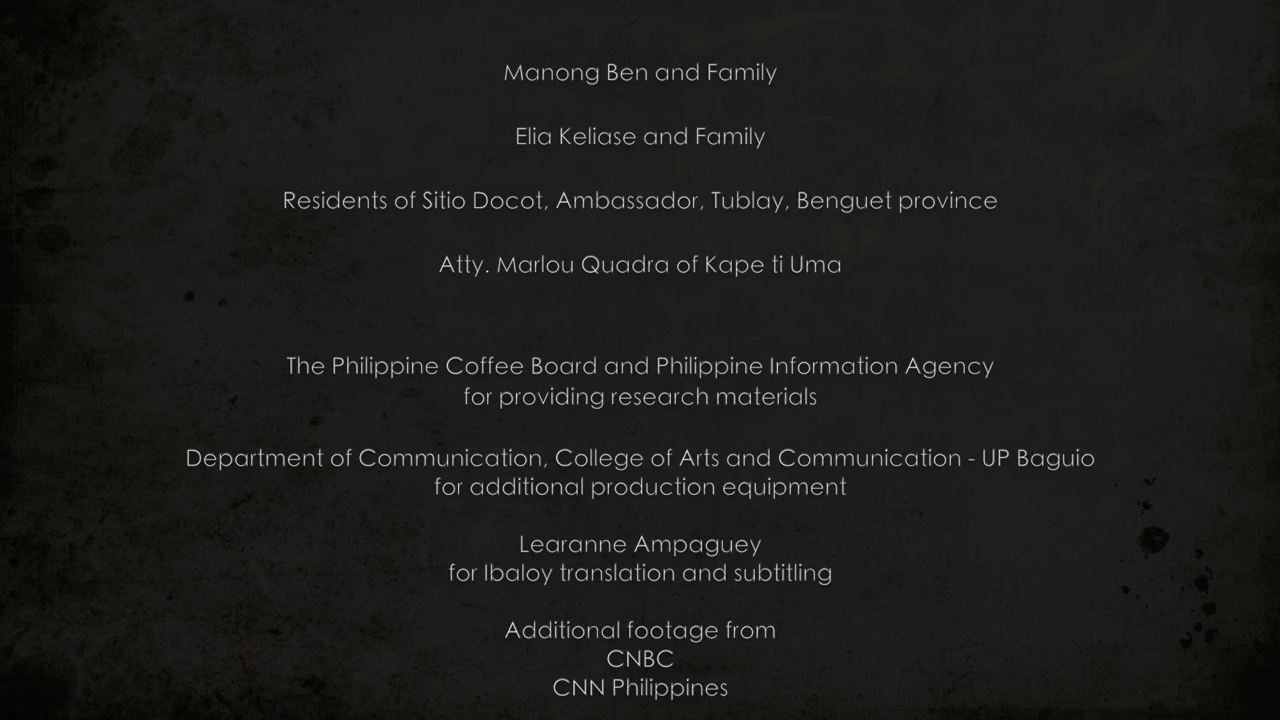 Manong Ben and Family
Elia Keliase and Family
Residents of Sitio Docot, Ambassador, Tublay, Benguet province
Atty. Marlou Quadra of Kape ti Uma
The Philippine Coffee Board and Philippine Information Agency
for providing research materials
Department of Communication, College of Arts and Communication - UP Baguio
for additional production equipment
Learanne Ampaguey
for Ibaloy translation and subtitling
Additional footage from
CNBC
CNN Philippines